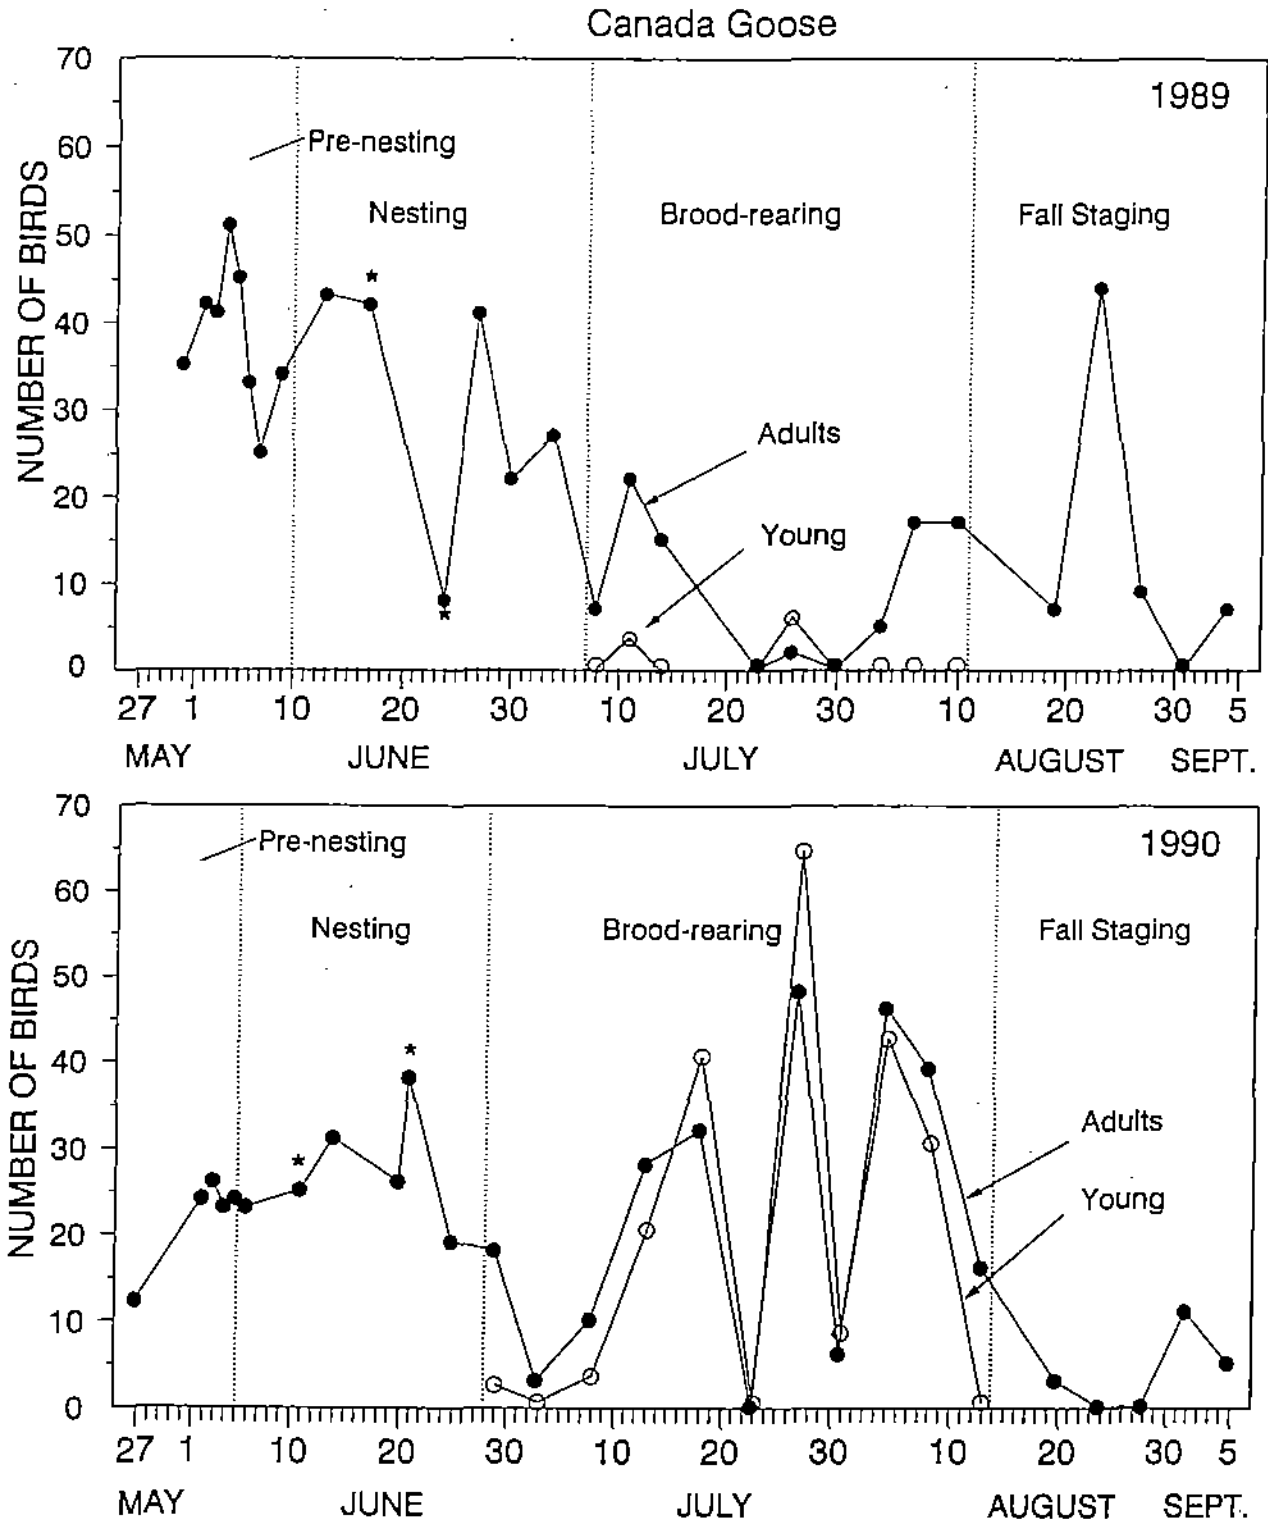 Canada Goose
70
1989
60
Pre-nesting
Nesting
Brood-rearing
Fall Staging
50
40
30
20
10
0
NUMBER OF BIRDS
*
*
Adults
Young
27 1 10 20 30 10 20 30 10 20 30 5
MAY JUNE JULY AUGUST SEPT.
70
1990
Pre-nesting
60
Nesting
Brood-rearing
Fall Staging
50
40
30
20
10
0
NUMBER OF BIRDS
*
*
Adults
Young
27 1 10 20 30 10 20 30 10 20 30 5
MAY JUNE JULY AUGUST SEPT.